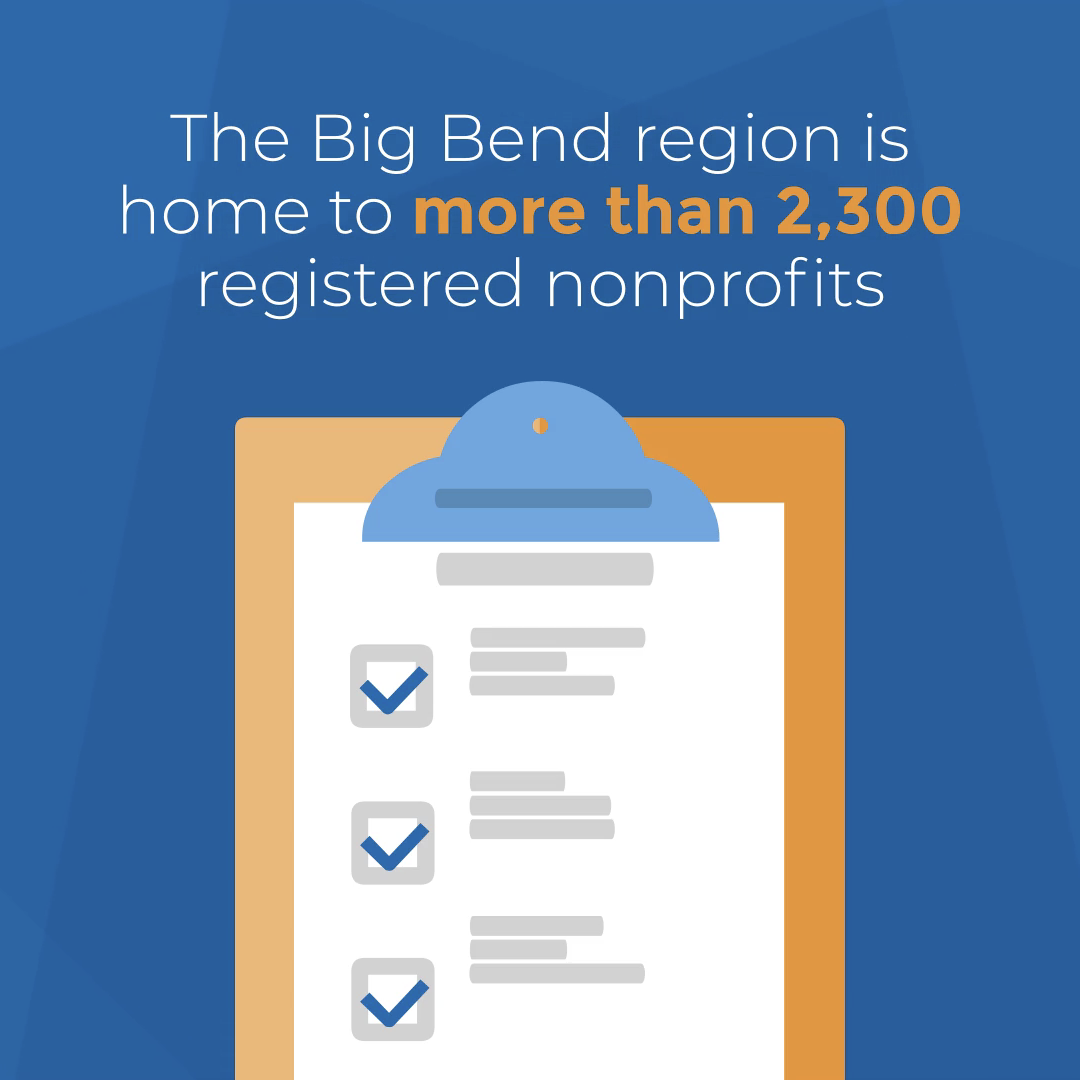 The Big Bend region is
home to more than 2,300
registered nonprofits